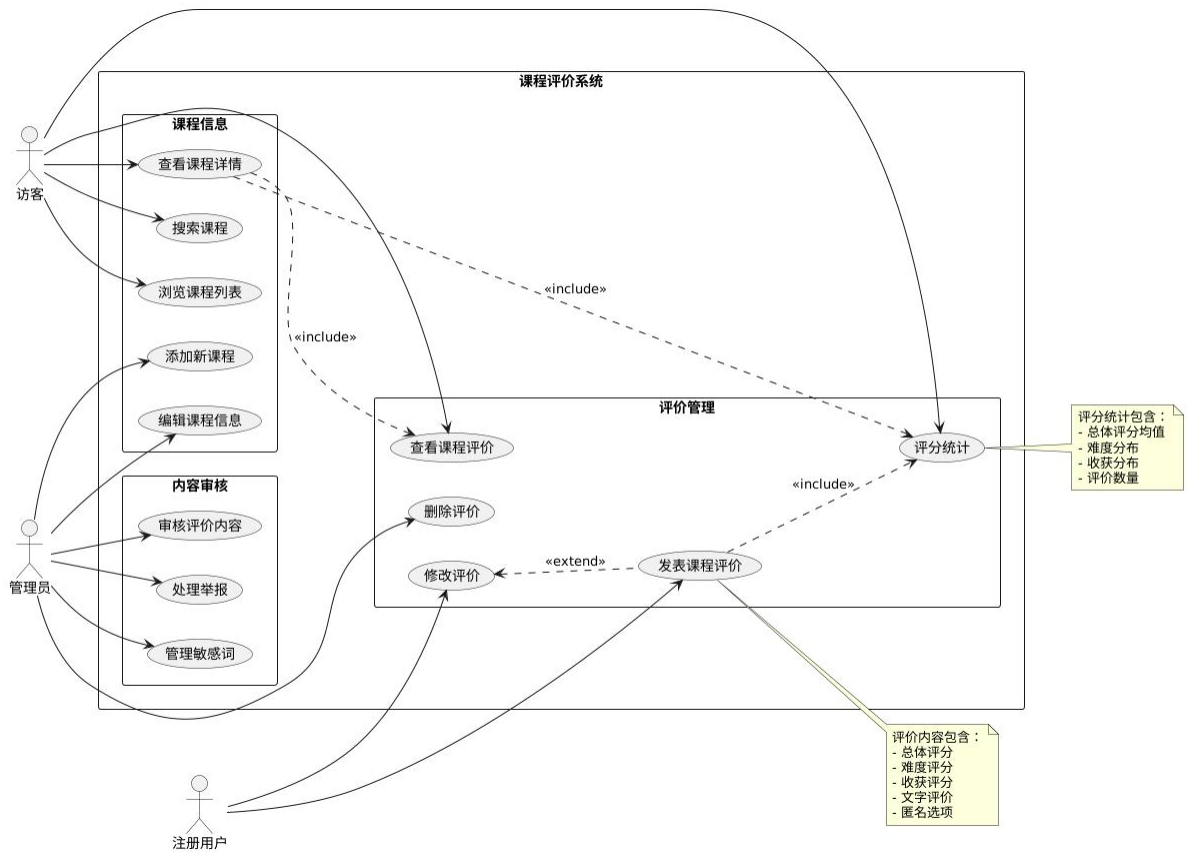 课程评价系统
课程信息
查看课程详情
搜索课程
浏览课程列表
添加新课程
编辑课程信息
内容审核
审核评价内容
处理举报
管理敏感词
访客
管理员
注册用户
«include»
«include»
评价管理
查看课程评价
评分统计
«include»
删除评价
修改评价
«extend»
发表课程评价
评分统计包含：
- 总体评分均值
- 难度分布
- 收获分布
- 评价数量
评价内容包含：
- 总体评分
- 难度评分
- 收获评分
- 文字评价
- 匿名选项